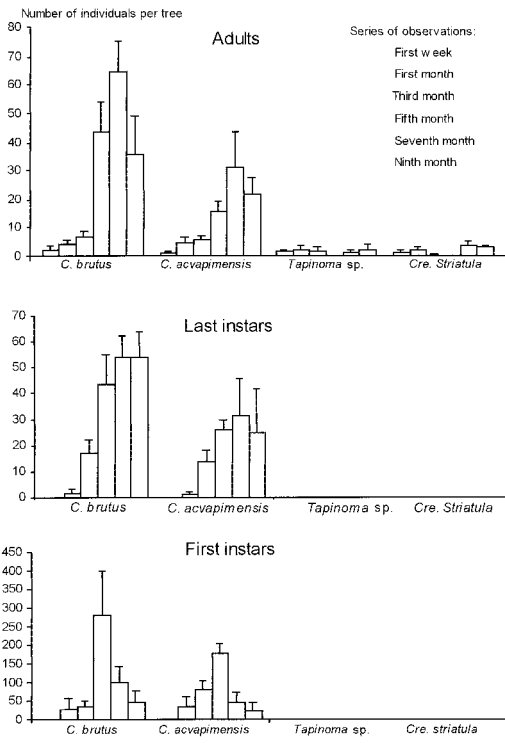 Number of individuals per tree
Adults
Series of observations:
First week
First month
Third month
Fifth month
Seventh month
Ninth month
80
70
60
50
40
30
20
10
0
C. brutus C. acvapimensis Tapinoma sp. Cre. Striatula
Last instars
70
60
50
40
30
20
10
0
C. brutus C. acvapimensis Tapinoma sp. Cre. Striatula
First instars
450
400
350
300
250
200
150
100
50
0
C. brutus C. acvapimensis Tapinoma sp. Cre. striatula